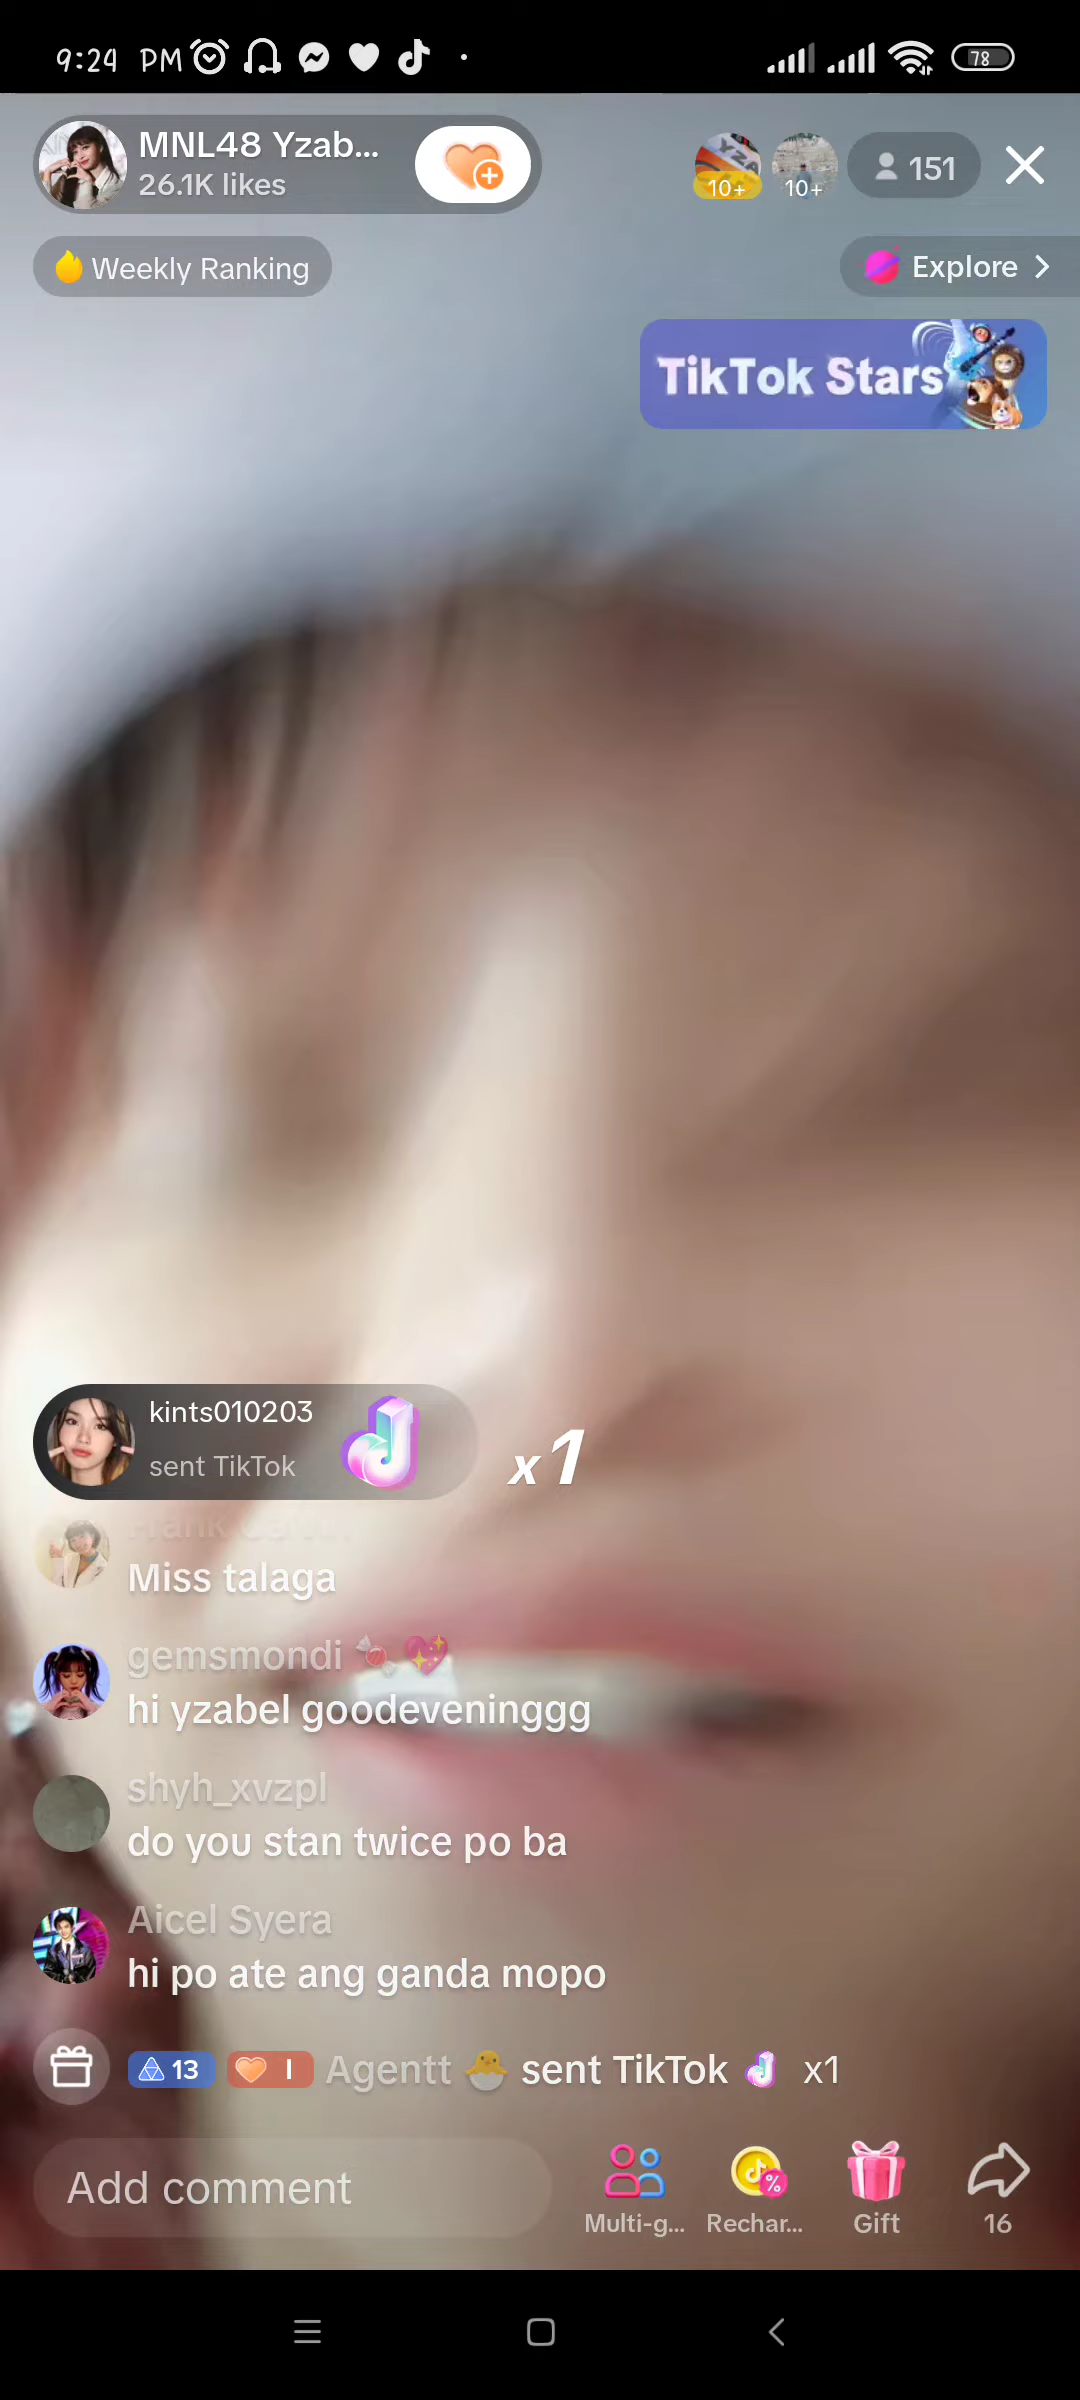 9:24 PM
78
MNL48 Yzab...
26.1K likes
10+
10+
151
Weekly Ranking
Explore
TikTok Stars
kints010203
sent TikTok
x1
Miss talaga
gemsmondi
hi yzabel goodeveninggg
shyh_xvzpl
do you stan twice po ba
Aicel Syera
hi po ate ang ganda mopo
13 I Agentt sent TikTok x1
Add comment
Multi-g...
Rechar...
Gift
16